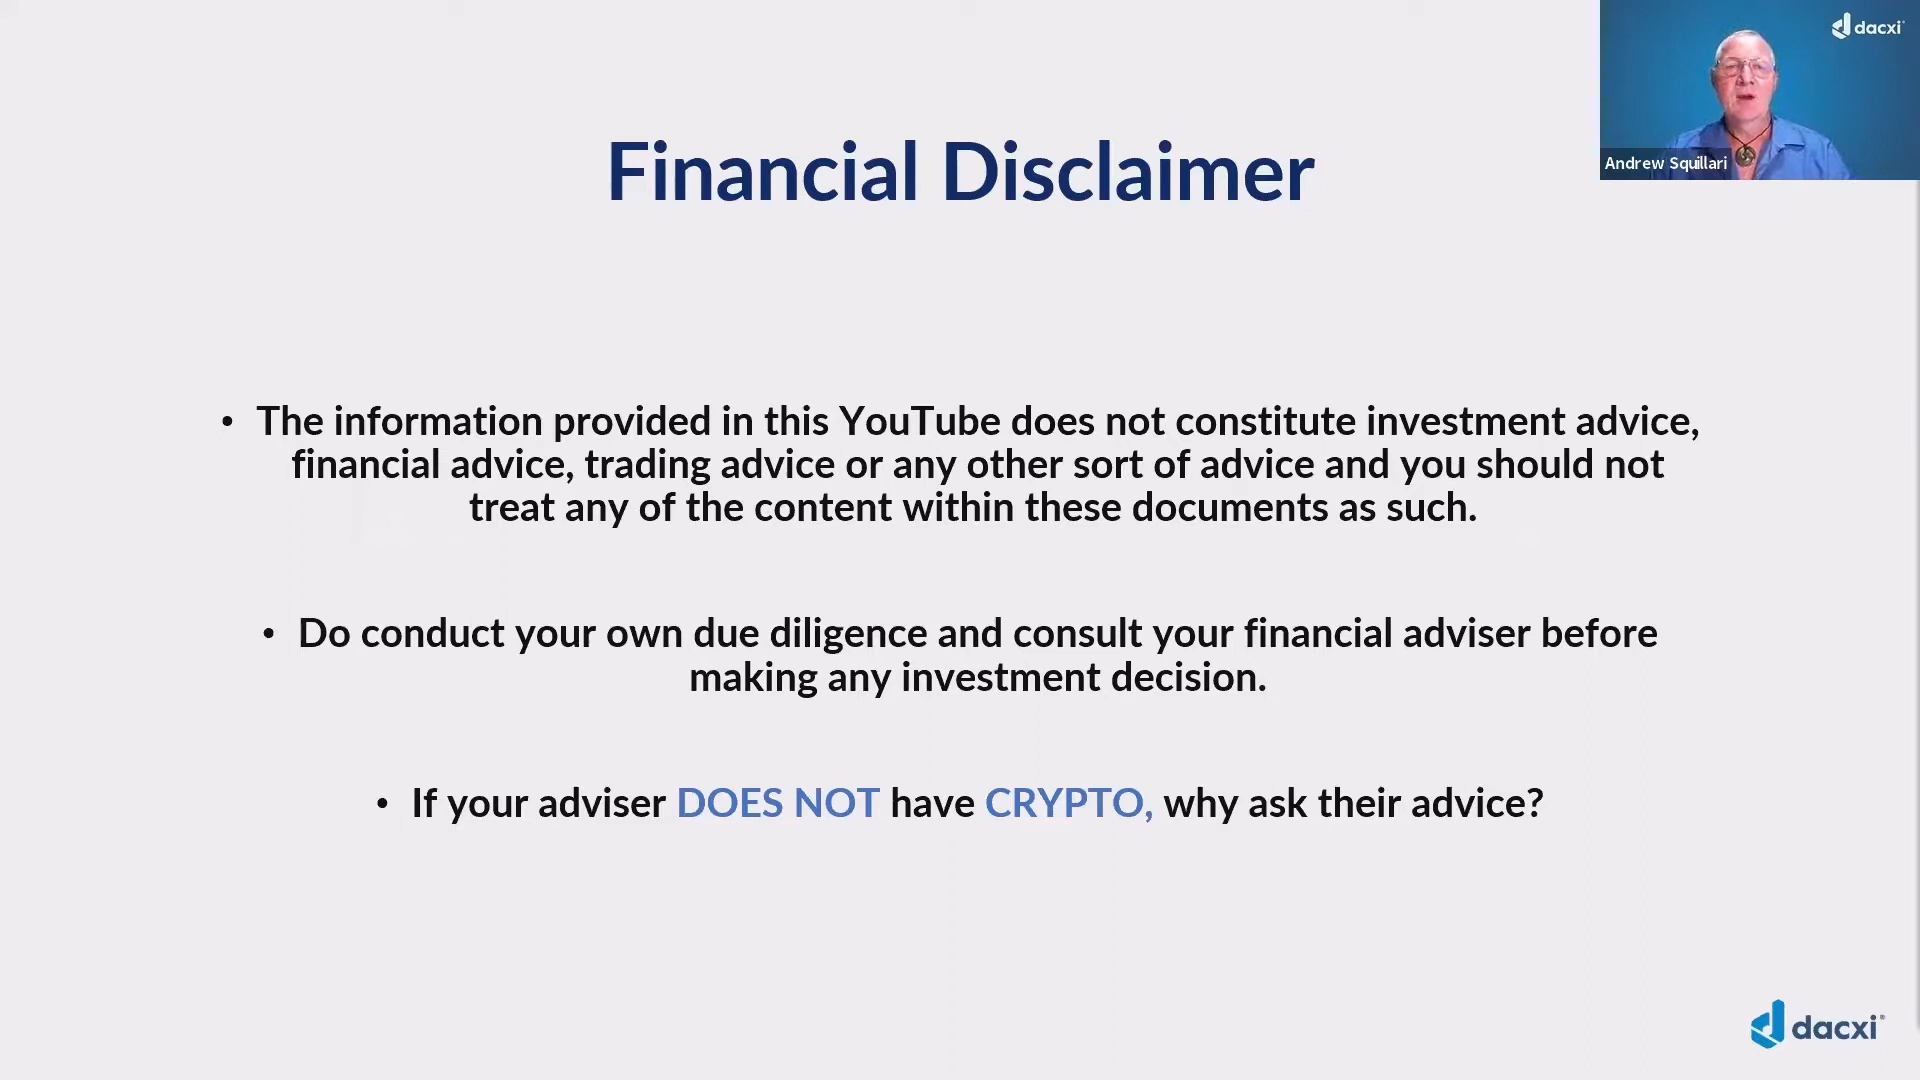 dacxi
Andrew Squillari
Financial Disclaimer
• The information provided in this YouTube does not constitute investment advice,
financial advice, trading advice or any other sort of advice and you should not
treat any of the content within these documents as such.
• Do conduct your own due diligence and consult your financial adviser before
making any investment decision.
• If your adviser DOES NOT have CRYPTO, why ask their advice?
dacxi®